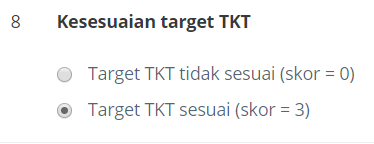 8 Kesesuaian target TKT
Target TKT tidak sesuai (skor = 0)
Target TKT sesuai (skor = 3)